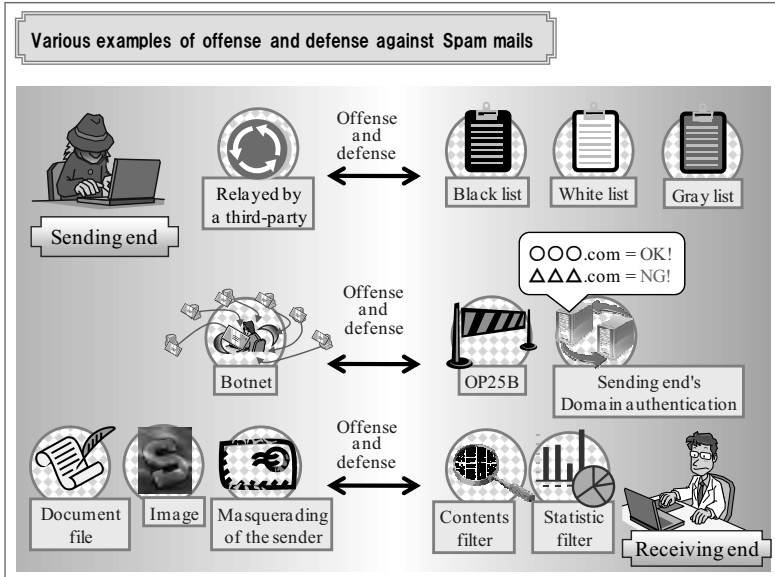 Various examples of offense and defense against Spam mails
Offense
and
defense
Relayed by
a third-party
Black list
White list
Gray list
Sending end
○○○.com = OK!
△△△.com = NG!
Offense
and
defense
Botnet
OP25B
Sending end's
Domain authentication
Offense
and
defense
S
Document
file
Image
Masquerading
of the sender
Contents
filter
Statistic
filter
Receiving end